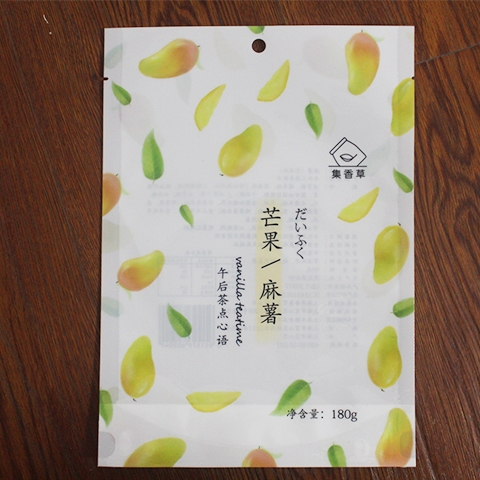 集香草
だいふく
芒果/麻薯
vanilla teatime
午后茶点心语
净含量：180g